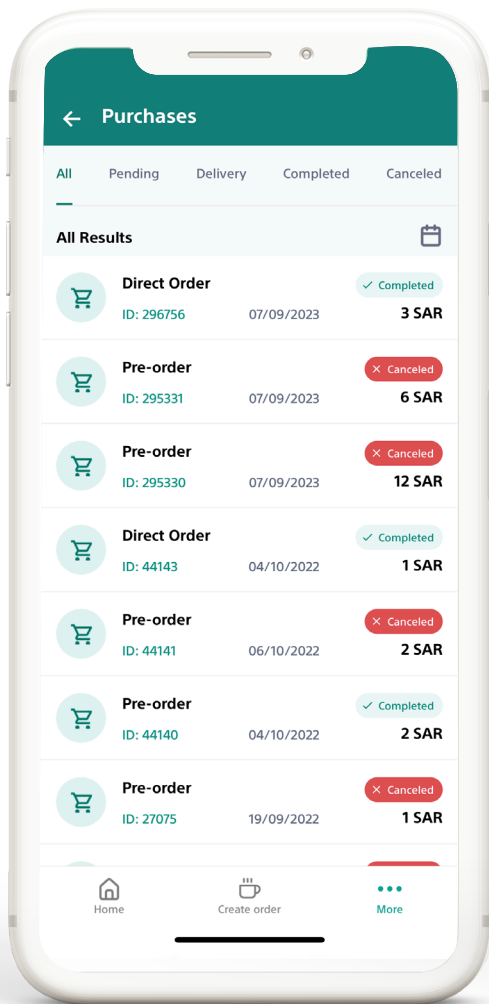 Purchases
All Pending Delivery Completed Canceled
All Results
Direct Order Completed
ID: 296756 07/09/2023 3 SAR
Pre-order Canceled
ID: 295331 07/09/2023 6 SAR
Pre-order Canceled
ID: 295330 07/09/2023 12 SAR
Direct Order Completed
ID: 44143 04/10/2022 1 SAR
Pre-order Canceled
ID: 44141 06/10/2022 2 SAR
Pre-order Completed
ID: 44140 04/10/2022 2 SAR
Pre-order Canceled
ID: 27075 19/09/2022 1 SAR
Home Create order More